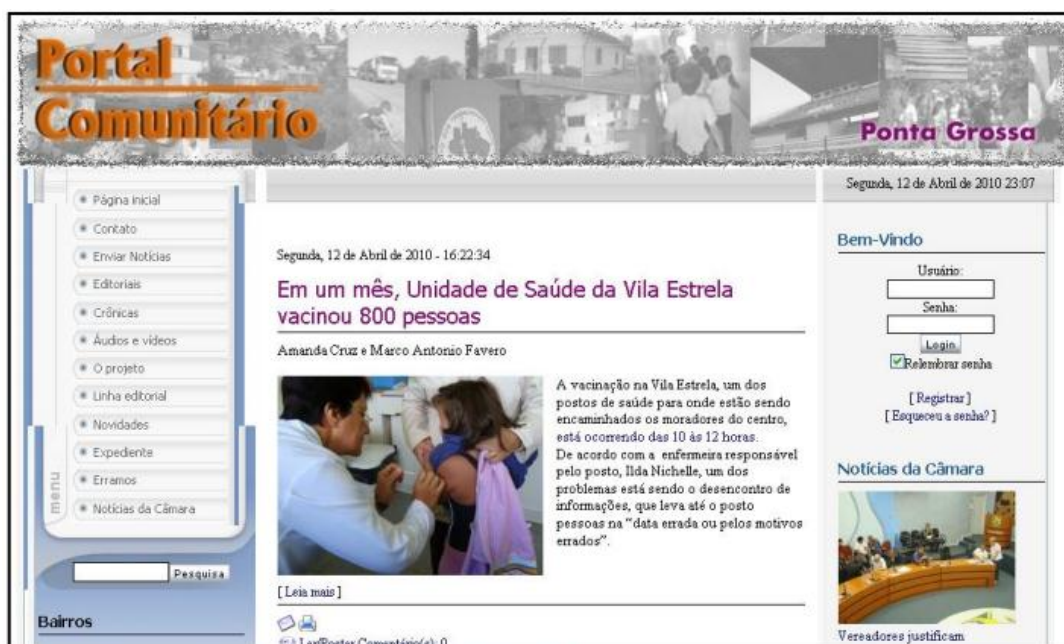 Portal
Comunitário
Ponta Grossa
Segunda, 12 de Abril de 2010 23:07
Página inicial
Contato
Enviar Notícias
Editoriais
Crônicas
Áudios e vídeos
O projeto
Linha editorial
Novidades
Expediente
Erramos
Notícias da Câmara
menu
Pesquisa
Bairros
Segunda, 12 de Abril de 2010 - 16:22:34
Em um mês, Unidade de Saúde da Vila Estrela
vacinou 800 pessoas
Amanda Cruz e Marco Antonio Favero
A vacinação na Vila Estrela, um dos
postos de saúde para onde estão sendo
encaminhados os moradores do centro,
está ocorrendo das 10 às 12 horas.
De acordo com a enfermeira responsável
pelo posto, Ilda Nichelle, um dos
problemas está sendo o desencontro de
informações, que leva até o posto
pessoas na “data errada ou pelos motivos
errados”.
[ Leia mais ]
Ler/Postar Comentário(s): 0
Bem-Vindo
Usuário:
Senha:
Login
Relembrar senha
[ Registrar ]
[ Esqueceu a senha? ]
Notícias da Câmara
Vereadores justificam